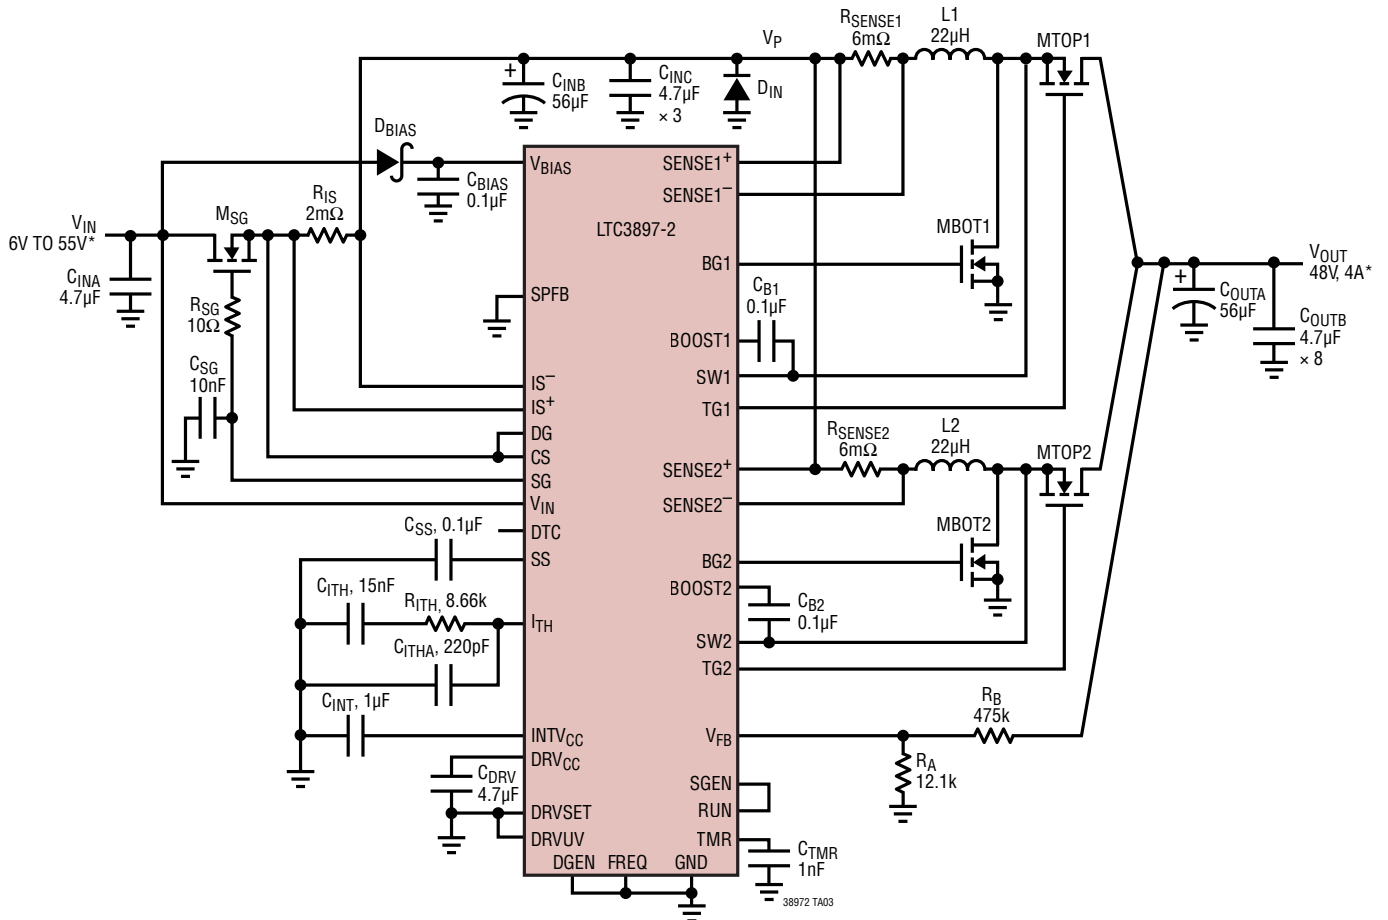 V_P
R_SENSE1
6mΩ
L1
22µH
MTOP1
+
C_INB
56µF
C_INC
4.7µF
× 3
D_IN
D_BIAS
C_BIAS
0.1µF
V_IN
6V TO 55V*
C_INA
4.7µF
M_SG
R_IS
2mΩ
R_SG
10Ω
C_SG
10nF
LTC3897-2
V_BIAS
SPFB
IS–
IS+
DG
CS
SG
V_IN
DTC
SS
I_TH
INTV_CC
DRV_CC
DRVSET
DRVUV
DGEN FREQ GND
SENSE1+
SENSE1–
BG1
BOOST1
SW1
TG1
SENSE2+
SENSE2–
BG2
BOOST2
SW2
TG2
V_FB
SGEN
RUN
TMR
C_SS, 0.1µF
C_ITH, 15nF
R_ITH, 8.66k
C_ITHA, 220pF
C_INT, 1µF
C_DRV
4.7µF
MBOT1
C_B1
0.1µF
R_SENSE2
6mΩ
L2
22µH
MTOP2
MBOT2
C_B2
0.1µF
V_OUT
48V, 4A*
+
C_OUTA
56µF
C_OUTB
4.7µF
× 8
R_B
475k
R_A
12.1k
C_TMR
1nF
38972 TA03